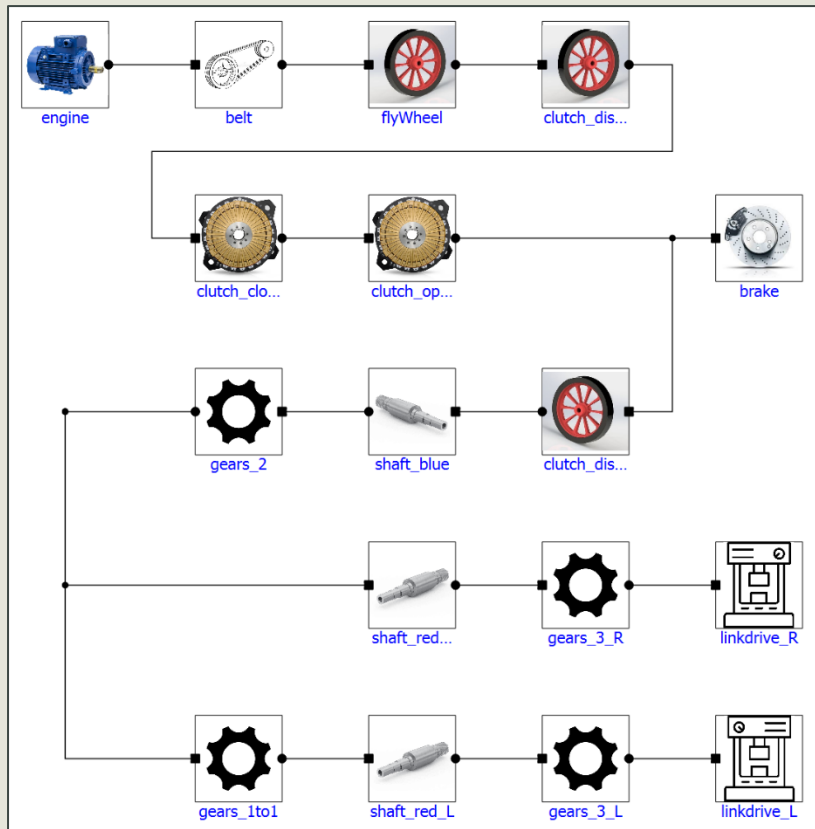 engine
belt
flyWheel
clutch_dis...
clutch_clo...
clutch_op...
brake
gears_2
shaft_blue
clutch_dis...
shaft_red...
gears_3_R
linkdrive_R
gears_1to1
shaft_red_L
gears_3_L
linkdrive_L